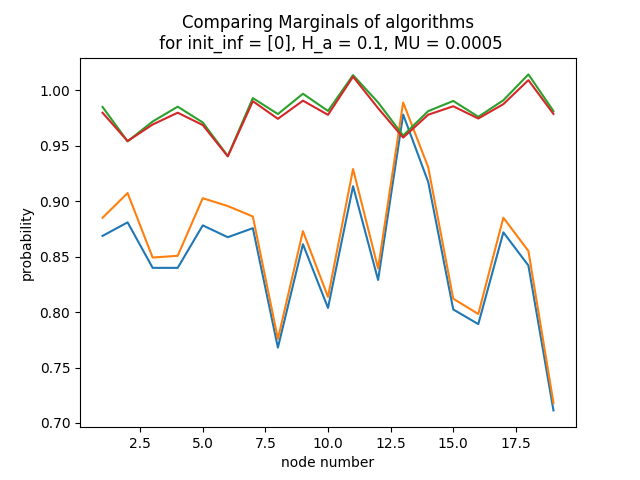 Comparing Marginals of algorithms
for init_inf = [0], H_a = 0.1, MU = 0.0005
1.00
0.95
0.90
0.85
0.80
0.75
0.70
probability
2.5 5.0 7.5 10.0 12.5 15.0 17.5
node number